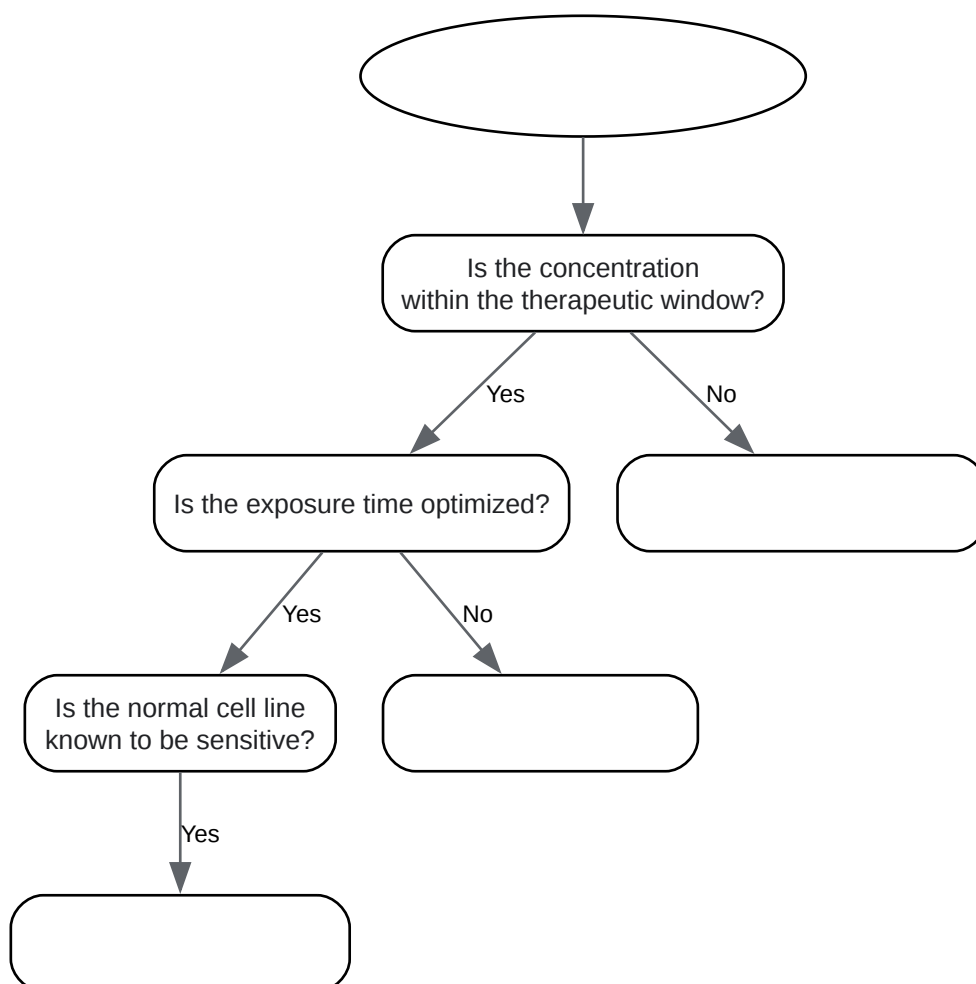 Is the concentration
within the therapeutic window?
Yes
No
Is the exposure time optimized?
Yes
No
Is the normal cell line
known to be sensitive?
Yes